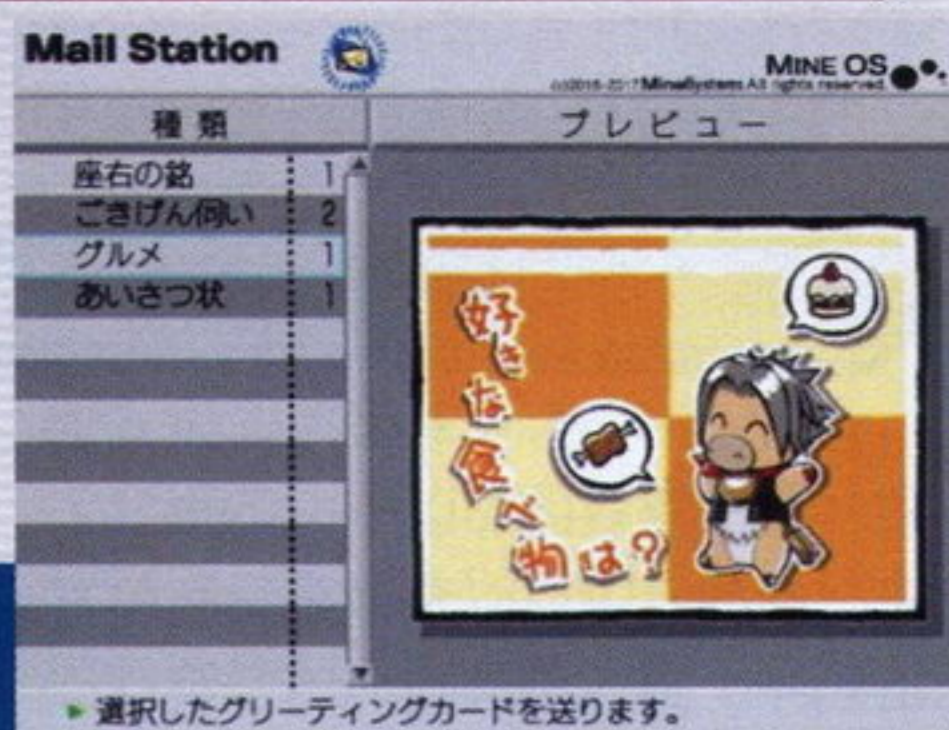 Mail Station
MINE OS
種類
プレビュー
座右の銘 1
ごきげん伺い 2
グルメ 1
あいさつ状 1
好きな食べ物は?
選択したグリーティングカードを送ります。